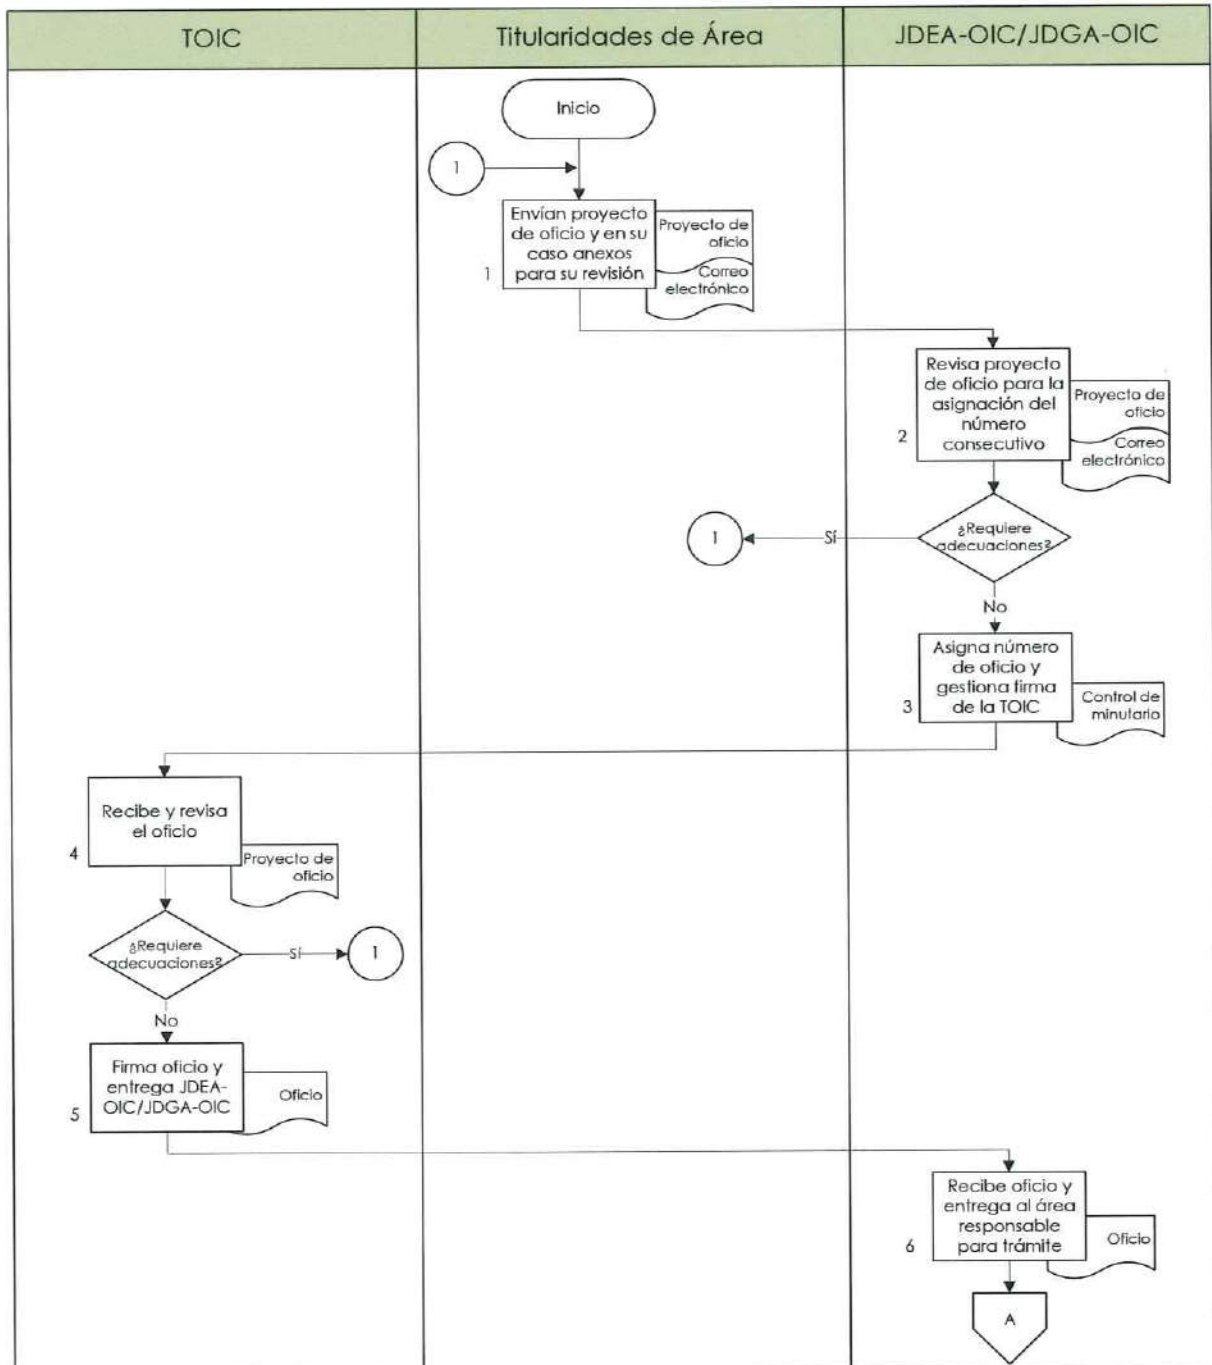 TOIC
Titularidades de Área
JDEA-OIC/JDGA-OIC
Inicio
1
Envían proyecto
de oficio y en su
caso anexos
para su revisión
1
Proyecto de
oficio
Correo
electrónico
Revisa proyecto
de oficio para la
asignación del
número
consecutivo
2
Proyecto de
oficio
Correo
electrónico
¿Requiere
adecuaciones?
Sí
1
No
Asigna número
de oficio y
gestiona firma
de la TOIC
3
Control de
minutario
Recibe y revisa
el oficio
4
Proyecto de
oficio
¿Requiere
adecuaciones?
Sí
1
No
Firma oficio y
entrega JDEA-
OIC/JDGA-OIC
5
Oficio
Recibe oficio y
entrega al área
responsable
para trámite
6
Oficio
A